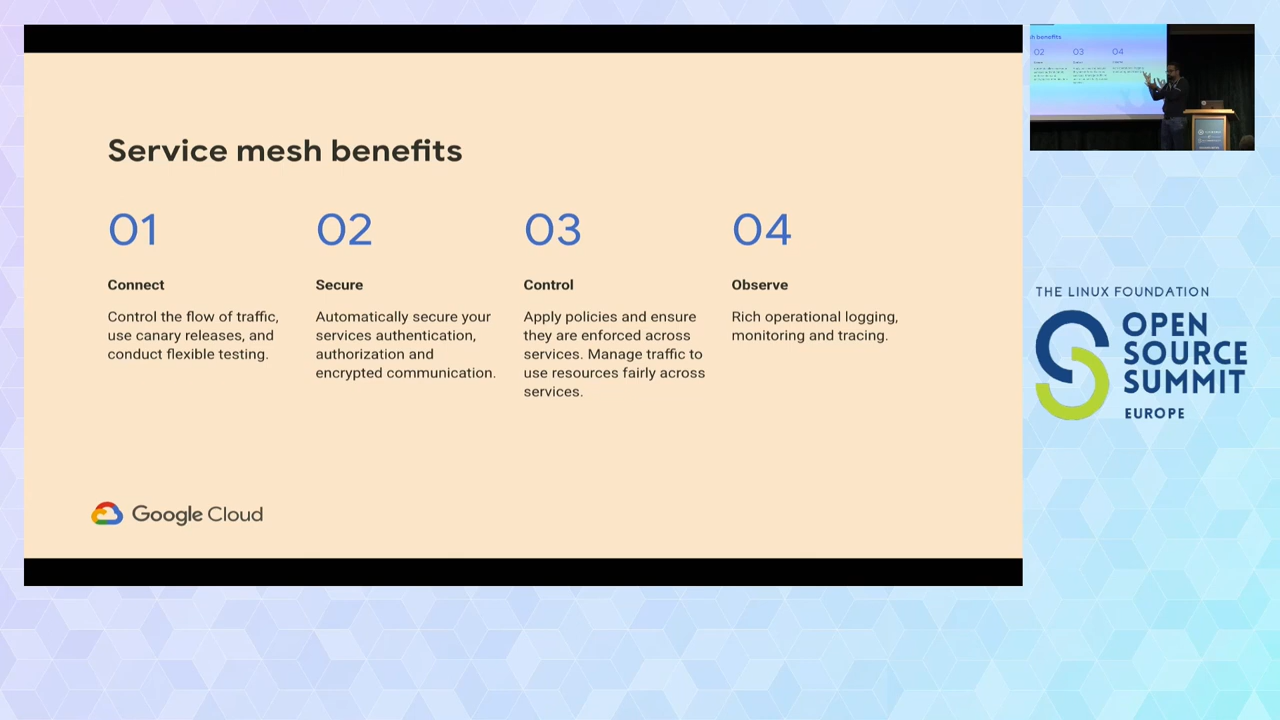 Service mesh benefits
01
Connect
Control the flow of traffic,
use canary releases, and
conduct flexible testing.
02
Secure
Automatically secure your
services authentication,
authorization and
encrypted communication.
03
Control
Apply policies and ensure
they are enforced across
services. Manage traffic to
use resources fairly across
services.
04
Observe
Rich operational logging,
monitoring and tracing.
Google Cloud
02
03
04
THE LINUX FOUNDATION
OPEN
SOURCE
SUMMIT
EUROPE